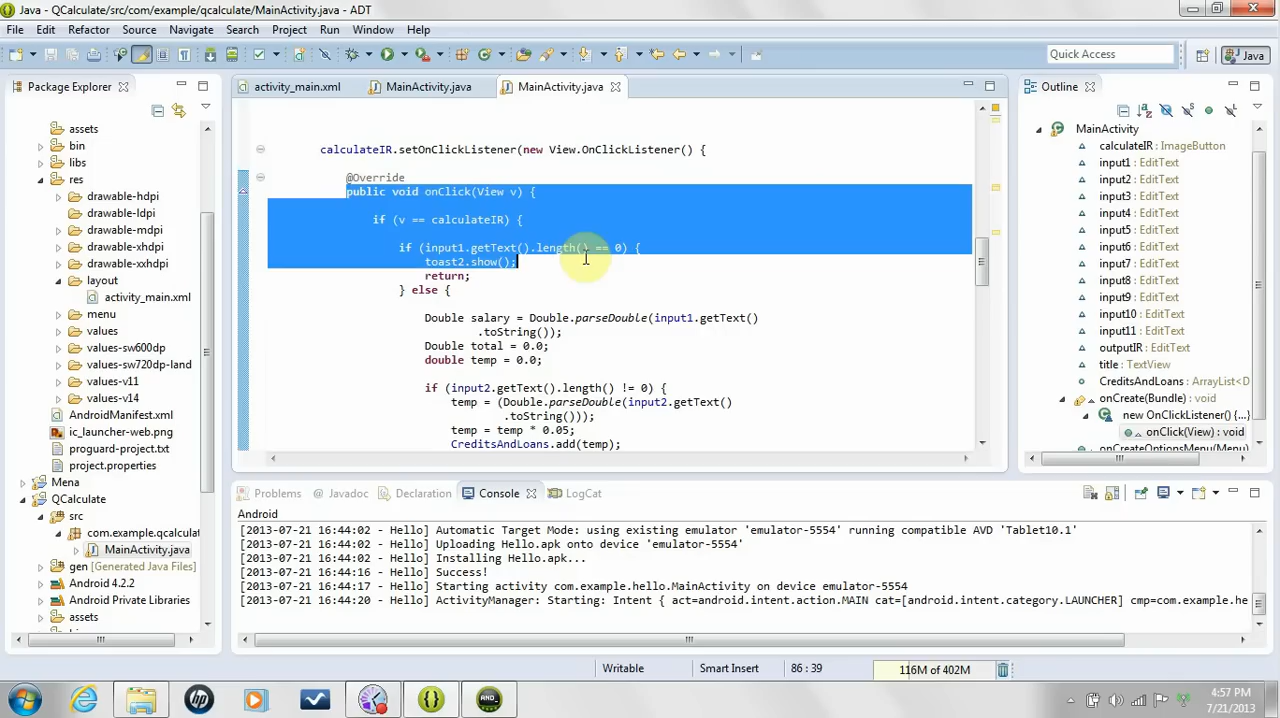 Java - QCalculate/src/com/example/qcalculate/MainActivity.java - ADT
File Edit Refactor Source Navigate Search Project Run Window Help
Quick Access
Java
Package Explorer
assets
bin
libs
res
drawable-hdpi
drawable-ldpi
drawable-mdpi
drawable-xhdpi
drawable-xxhdpi
layout
activity_main.xml
menu
values
values-sw600dp
values-sw720dp-land
values-v11
values-v14
AndroidManifest.xml
ic_launcher-web.png
proguard-project.txt
project.properties
Mena
QCalculate
src
com.example.qcalculat
MainActivity.java
gen [Generated Java Files]
Android 4.2.2
Android Private Libraries
assets
activity_main.xml MainActivity.java MainActivity.java
calculateIR.setOnClickListener(new View.OnClickListener() {
@Override
public void onClick(View v) {
if (v == calculateIR) {
if (input1.getText().length() == 0) {
toast2.show();
return;
} else {
Double salary = Double.parseDouble(input1.getText()
.toString());
Double total = 0.0;
double temp = 0.0;
if (input2.getText().length() != 0) {
temp = (Double.parseDouble(input2.getText()
.toString()));
temp = temp * 0.05;
CreditsAndLoans.add(temp);
Outline
MainActivity
calculateIR : ImageButton
input1 : EditText
input2 : EditText
input3 : EditText
input4 : EditText
input5 : EditText
input6 : EditText
input7 : EditText
input8 : EditText
input9 : EditText
input10 : EditText
input11 : EditText
outputIR : EditText
title : TextView
CreditsAndLoans : ArrayList<D
onCreate(Bundle) : void
new OnClickListener() {...}
onClick(View) : void
Problems Javadoc Declaration Console LogCat
Android
[2013-07-21 16:44:02 - Hello] Automatic Target Mode: using existing emulator 'emulator-5554' running compatible AVD 'Tablet10.1'
[2013-07-21 16:44:02 - Hello] Uploading Hello.apk onto device 'emulator-5554'
[2013-07-21 16:44:02 - Hello] Installing Hello.apk...
[2013-07-21 16:44:16 - Hello] Success!
[2013-07-21 16:44:17 - Hello] Starting activity com.example.hello.MainActivity on device emulator-5554
[2013-07-21 16:44:20 - Hello] ActivityManager: Starting: Intent { act=android.intent.action.MAIN cat=[android.intent.category.LAUNCHER] cmp=com.example.he
Writable Smart Insert 86 : 39 116M of 402M
4:57 PM
7/21/2013